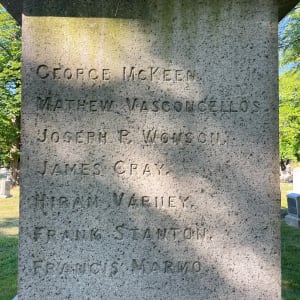 GEORGE MCKEEN.
MATHEW VASCONCELLOS.
JOSEPH P. WONSON.
JAMES GRAY.
HIRAM VARNEY.
FRANK STANTON.
FRANCIS MARMO.